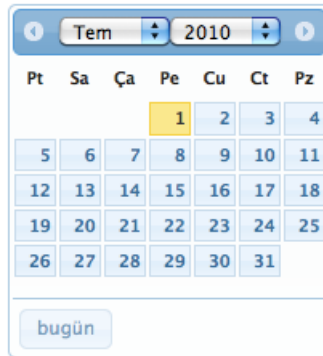 Tem 2010
Pt Sa Ça Pe Cu Ct Pz
1 2 3 4
5 6 7 8 9 10 11
12 13 14 15 16 17 18
19 20 21 22 23 24 25
26 27 28 29 30 31
bugün